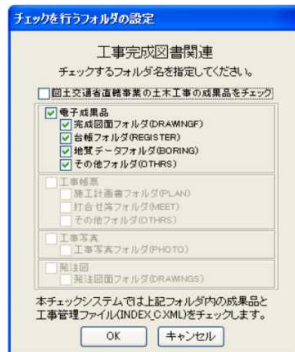 チェックを行うフォルダの設定
工事完成図書関連
チェックするフォルダ名を指定してください。
国土交通省直轄事業の土木工事の成果品をチェック
電子成果品
完成図面フォルダ(DRAWINGF)
台帳フォルダ(REGISTER)
地質データフォルダ(BORING)
その他フォルダ(OTHRS)
工事帳票
施工計画書フォルダ(PLAN)
打合せ簿フォルダ(MEET)
その他フォルダ(OTHRS)
工事写真
工事写真フォルダ(PHOTO)
発注図
発注図面フォルダ(DRAWINGS)
本チェックシステムでは上記フォルダ内の成果品と
工事管理ファイル(INDEX_C.XML)をチェックします。
OK キャンセル